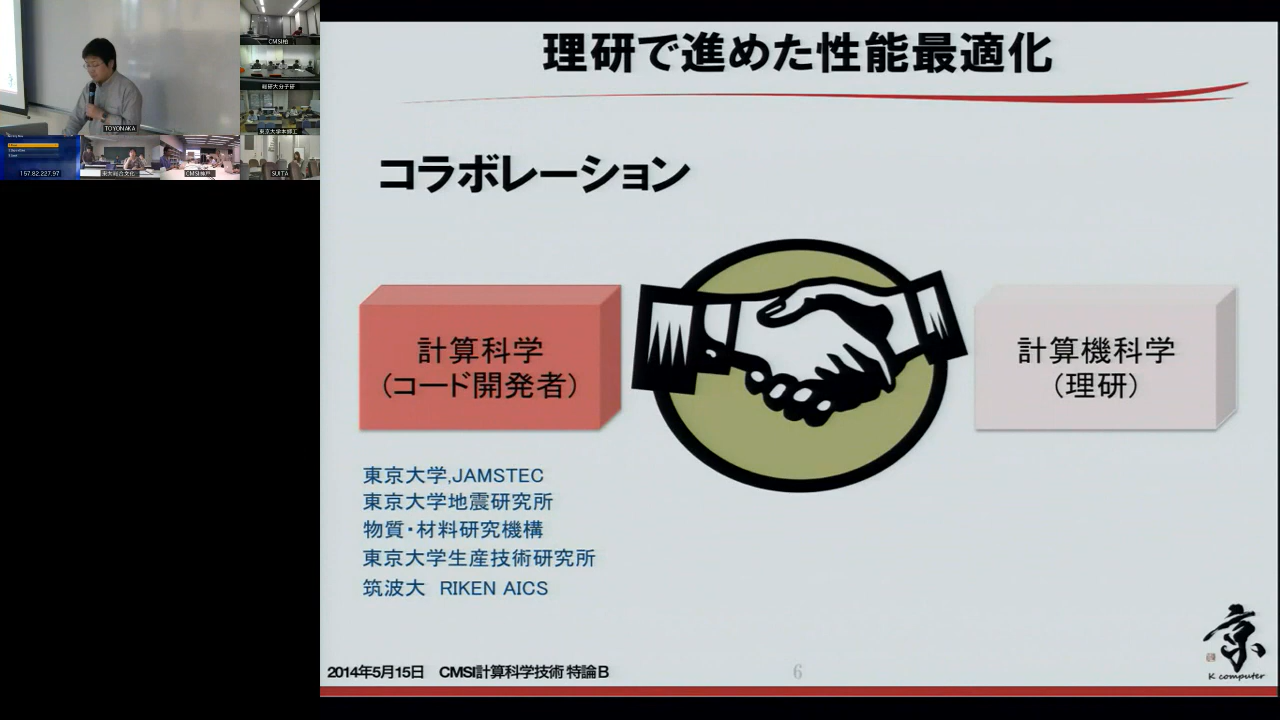 CMSI柏
総研大分子研
TOYONAKA
東京大学本郷工
157.82.227.97
東大総合文化
CMSI神戸
SUITA
理研で進めた性能最適化
コラボレーション
計算科学
(コード開発者)
計算機科学
(理研)
東京大学,JAMSTEC
東京大学地震研究所
物質・材料研究機構
東京大学生産技術研究所
筑波大 RIKEN AICS
京
K computer
2014年5月15日 CMSI計算科学技術 特論B
6